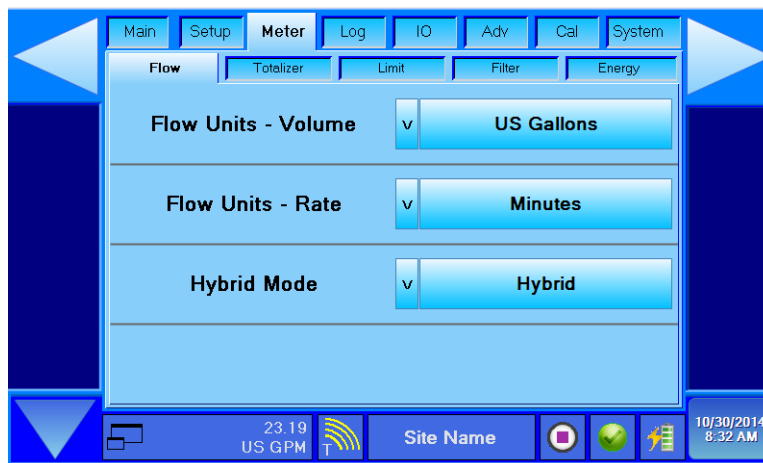 Main Setup Meter Log IO Adv Cal System
Flow Totalizer Limit Filter Energy
Flow Units - Volume v US Gallons
Flow Units - Rate v Minutes
Hybrid Mode v Hybrid
23.19
US GPM T Site Name
10/30/2014
8:32 AM